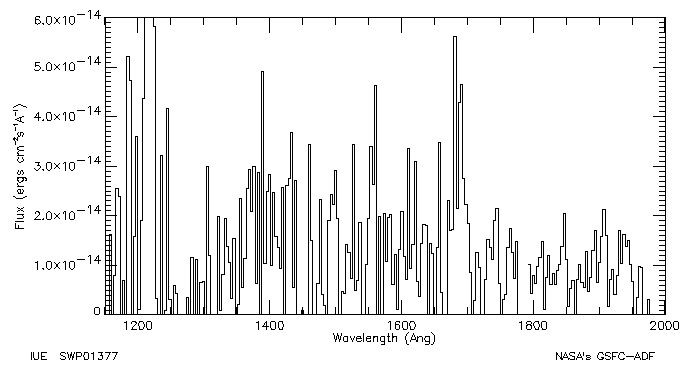 6.0×10⁻¹⁴
5.0×10⁻¹⁴
4.0×10⁻¹⁴
3.0×10⁻¹⁴
2.0×10⁻¹⁴
1.0×10⁻¹⁴
0
Flux (ergs cm⁻²s⁻¹A⁻¹)
1200 1400 1600 1800 2000
Wavelength (Ang)
IUE SWP01377 NASA's GSFC–ADF